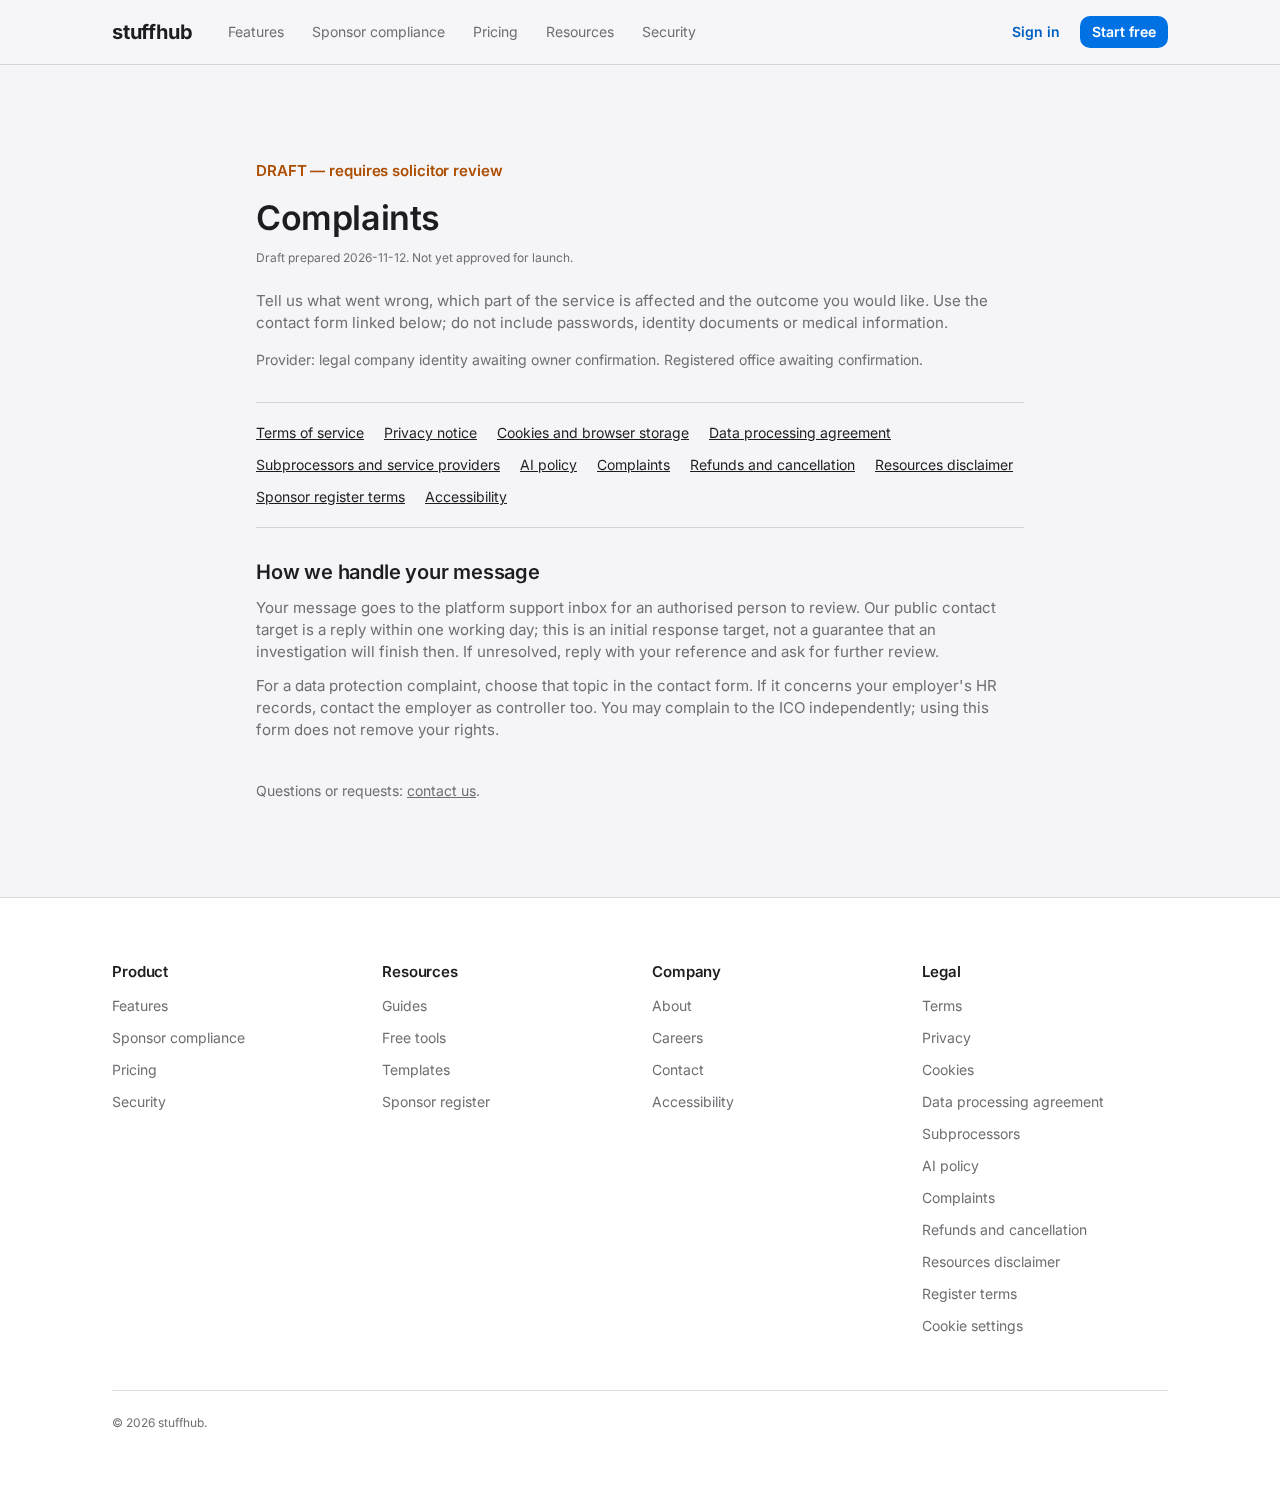 stuffhub
Features
Sponsor compliance
Pricing
Resources
Security
Sign in
Start free
DRAFT — requires solicitor review
Complaints
Draft prepared 2026-11-12. Not yet approved for launch.
Tell us what went wrong, which part of the service is affected and the outcome you would like. Use the
contact form linked below; do not include passwords, identity documents or medical information.
Provider: legal company identity awaiting owner confirmation. Registered office awaiting confirmation.
Terms of service Privacy notice Cookies and browser storage Data processing agreement
Subprocessors and service providers AI policy Complaints Refunds and cancellation Resources disclaimer
Sponsor register terms Accessibility
How we handle your message
Your message goes to the platform support inbox for an authorised person to review. Our public contact
target is a reply within one working day; this is an initial response target, not a guarantee that an
investigation will finish then. If unresolved, reply with your reference and ask for further review.
For a data protection complaint, choose that topic in the contact form. If it concerns your employer's HR
records, contact the employer as controller too. You may complain to the ICO independently; using this
form does not remove your rights.
Questions or requests: contact us.
Product
Features
Sponsor compliance
Pricing
Security
Resources
Guides
Free tools
Templates
Sponsor register
Company
About
Careers
Contact
Accessibility
Legal
Terms
Privacy
Cookies
Data processing agreement
Subprocessors
AI policy
Complaints
Refunds and cancellation
Resources disclaimer
Register terms
Cookie settings
© 2026 stuffhub.